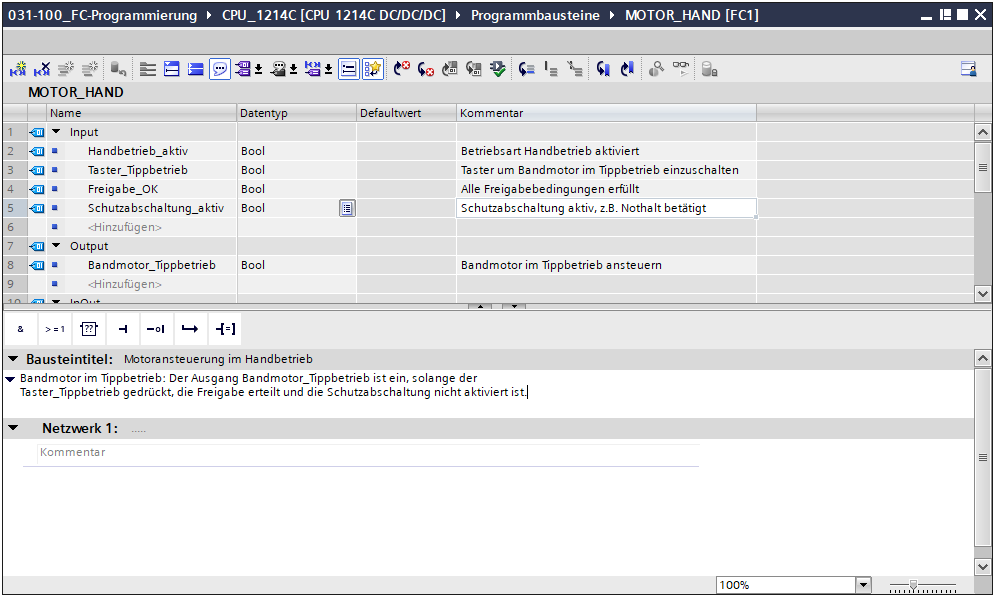 031-100_FC-Programmierung ▸ CPU_1214C [CPU 1214C DC/DC/DC] ▸ Programmbausteine ▸ MOTOR_HAND [FC1]
MOTOR_HAND
Name Datentyp Defaultwert Kommentar
1 Input
2 Handbetrieb_aktiv Bool Betriebsart Handbetrieb aktiviert
3 Taster_Tippbetrieb Bool Taster um Bandmotor im Tippbetrieb einzuschalten
4 Freigabe_OK Bool Alle Freigabebedingungen erfüllt
5 Schutzabschaltung_aktiv Bool Schutzabschaltung aktiv, z.B. Nothalt betätigt
6 <Hinzufügen>
7 Output
8 Bandmotor_Tippbetrieb Bool Bandmotor im Tippbetrieb ansteuern
9 <Hinzufügen>
10 InOut
& >=1 ??
Bausteintitel: Motoransteuerung im Handbetrieb
Bandmotor im Tippbetrieb: Der Ausgang Bandmotor_Tippbetrieb ist ein, solange der
Taster_Tippbetrieb gedrückt, die Freigabe erteilt und die Schutzabschaltung nicht aktiviert ist.
Netzwerk 1: .....
Kommentar
100%